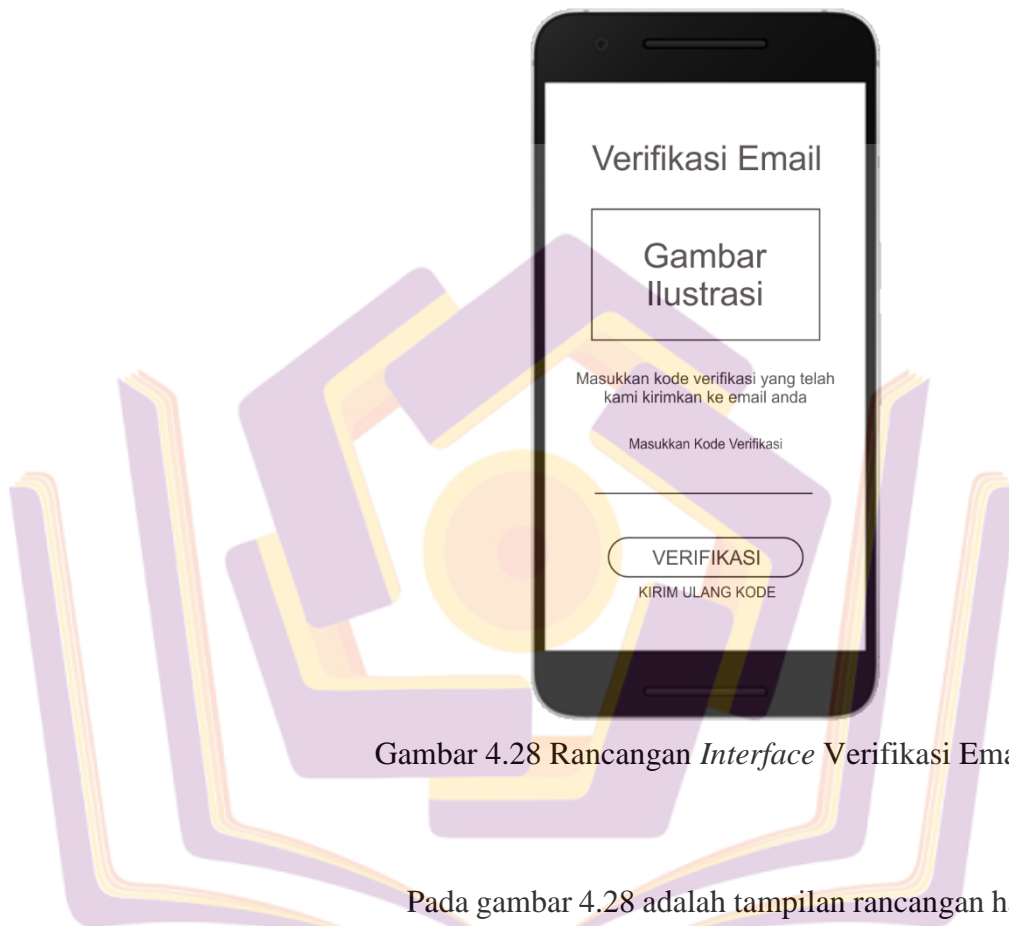 Verifikasi Email
Gambar
Ilustrasi
Masukkan kode verifikasi yang telah
kami kirimkan ke email anda
Masukkan Kode Verifikasi
VERIFIKASI
KIRIM ULANG KODE
Gambar 4.28 Rancangan Interface Verifikasi
Pada gambar 4.28 adalah tampilan rancangan